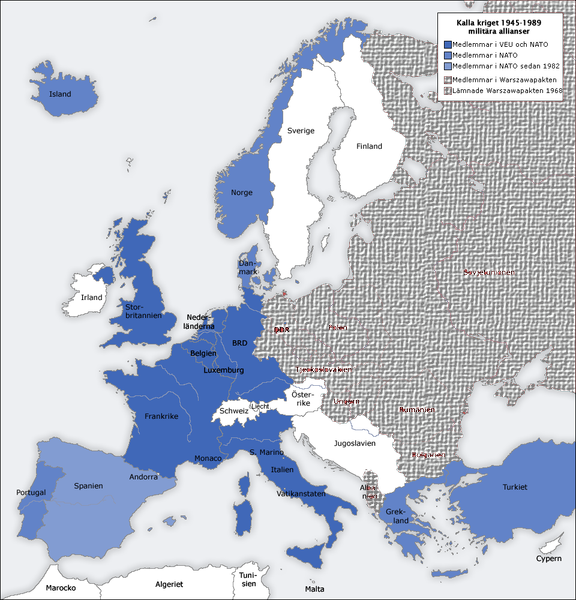 Kalla kriget 1945-1989
militära allianser
Medlemmar i VEU och NATO
Medlemmar i NATO
Medlemmar i NATO sedan 1982
Medlemmar i Warszawapakten
Lämnade Warszawapakten 1968
Island
Sverige
Finland
Norge
Sovjetunionen
Dan-
mark
Irland
Stor-
britannien
Neder-
länderna
DDR
Polen
BRD
Belgien
Luxemburg
Tjeckoslovakien
Öster-
rike
Ungern
Liecht
Schweiz
Rumänien
Frankrike
Jugoslavien
S. Marino
Bulgarien
Monaco
Italien
Andorra
Spanien
Portugal
Vatikanstaten
Alba-
nien
Turkiet
Grek-
land
Cypern
Tuni-
sien
Marocko
Algeriet
Malta